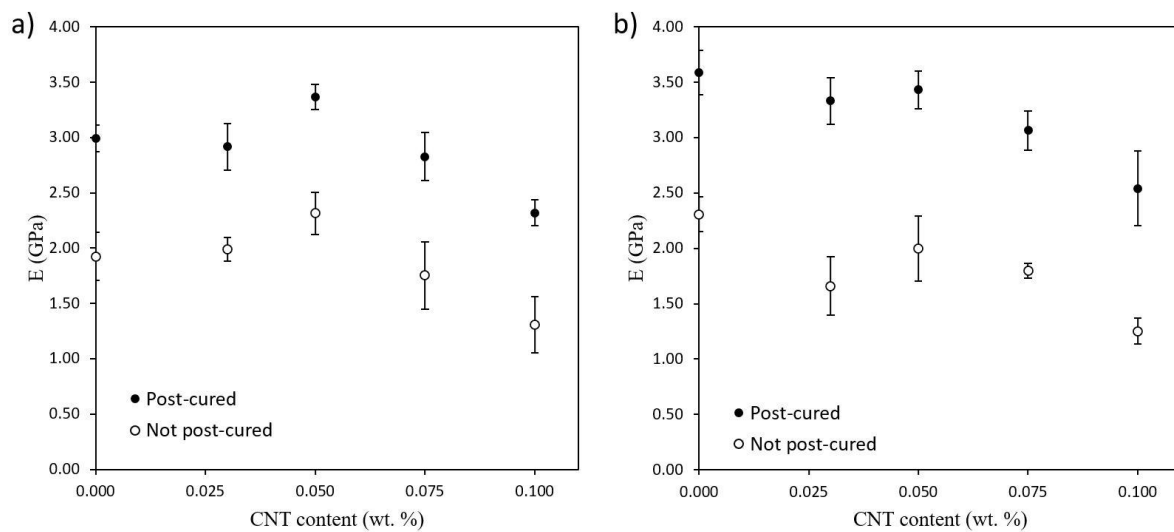 a)
4.00
3.50
3.00
2.50
2.00
1.50
1.00
0.50
0.00
E (GPa)
Post-cured
Not post-cured
0.000 0.025 0.050 0.075 0.100
CNT content (wt. %)
b)
4.00
3.50
3.00
2.50
2.00
1.50
1.00
0.50
0.00
E (GPa)
Post-cured
Not post-cured
0.000 0.025 0.050 0.075 0.100
CNT content (wt. %)